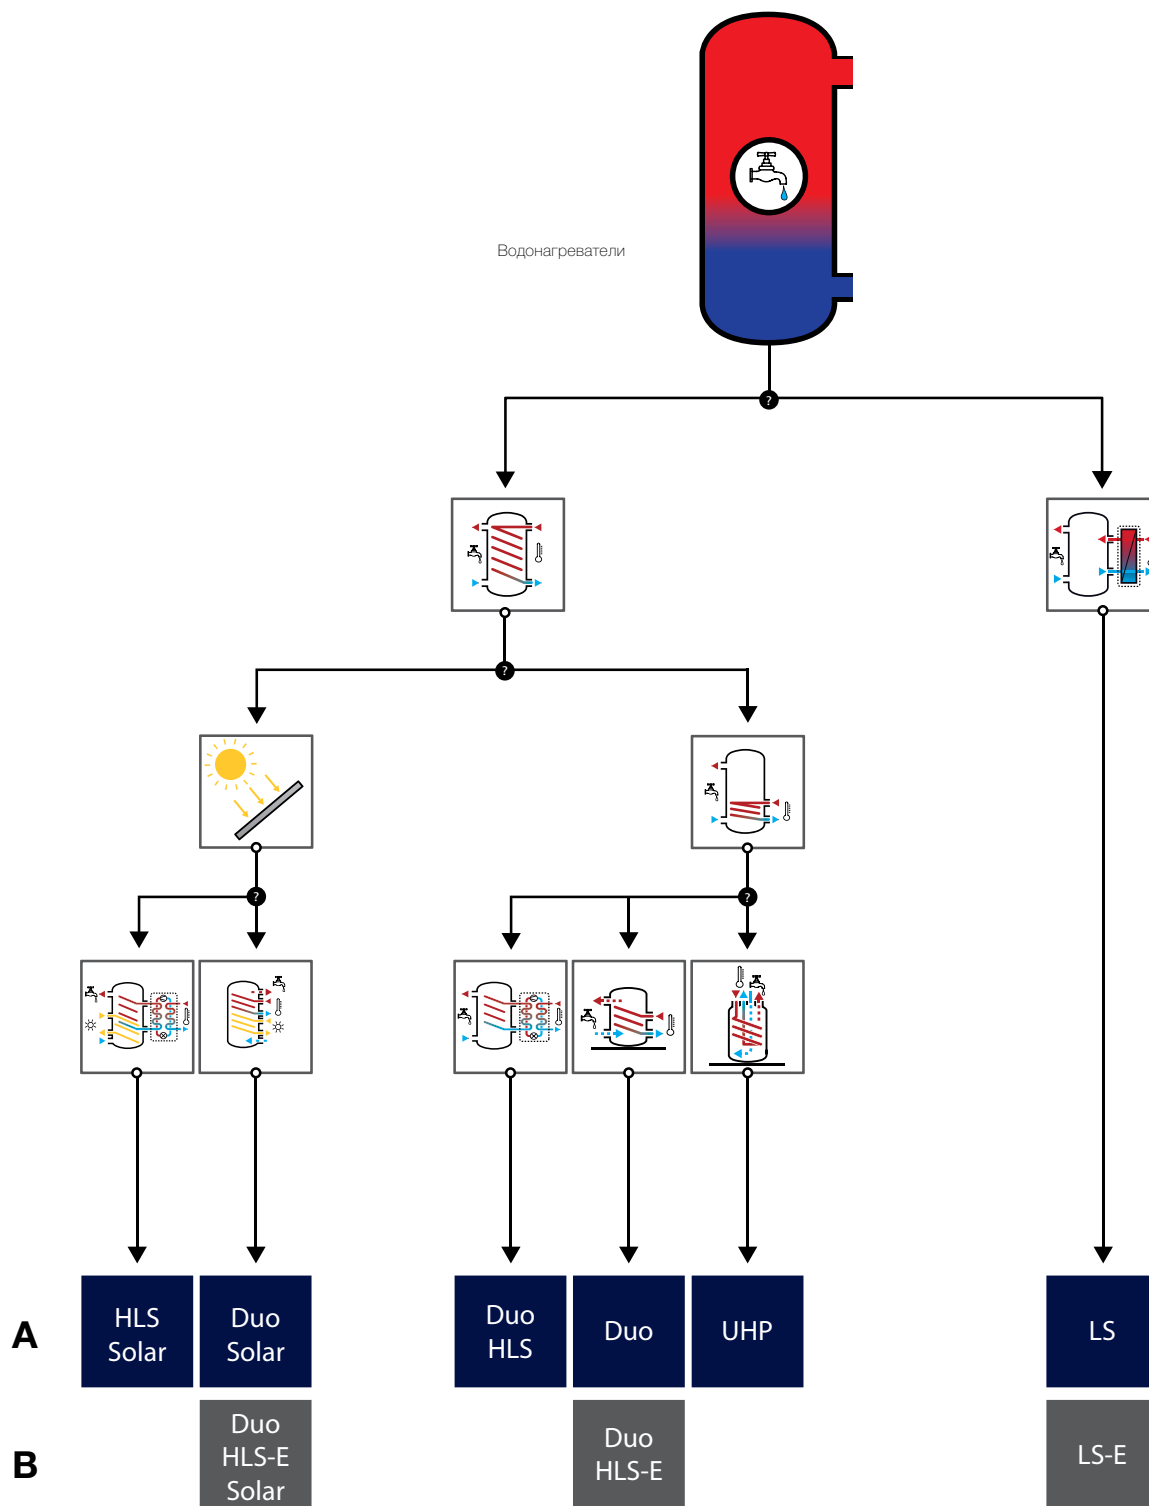 Водонагреватели
?
?
?
?
A
HLS
Solar
Duo
Solar
Duo
HLS
Duo
UHP
LS
B
Duo
HLS-E
Solar
Duo
HLS-E
LS-E